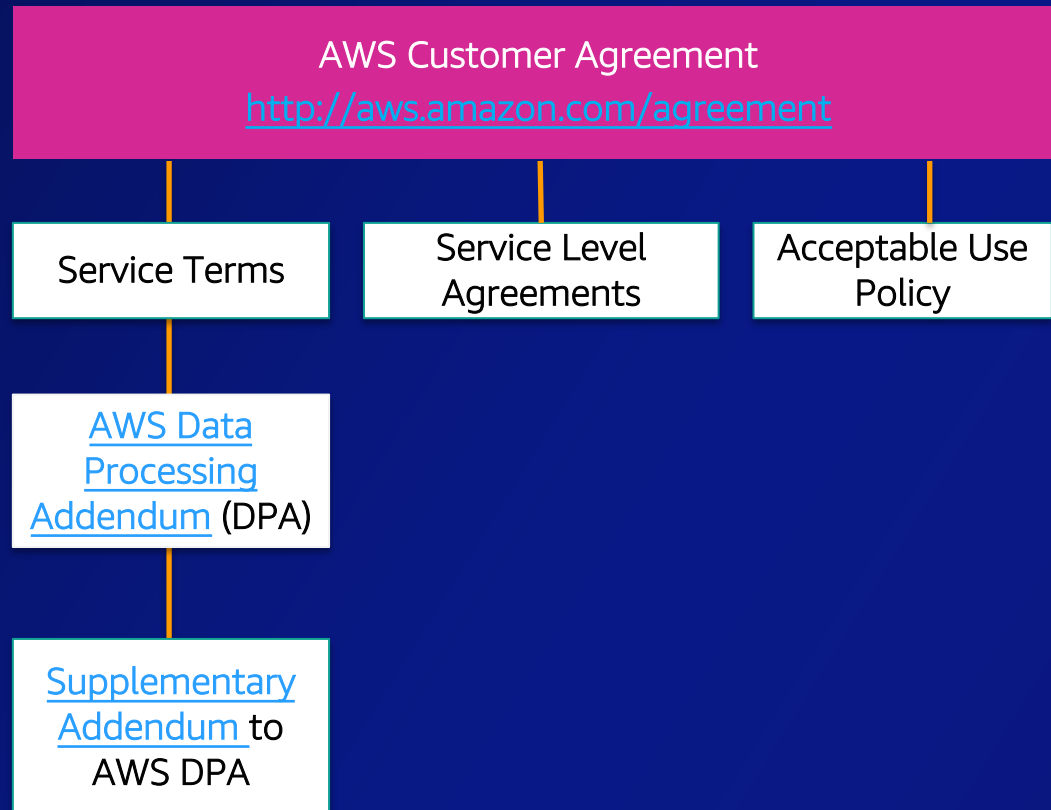 AWS Customer Agreement
http://aws.amazon.com/agreement
Service Terms
Service Level
Agreements
Acceptable Use
Policy
AWS Data
Processing
Addendum (DPA)
Supplementary
Addendum to
AWS DPA